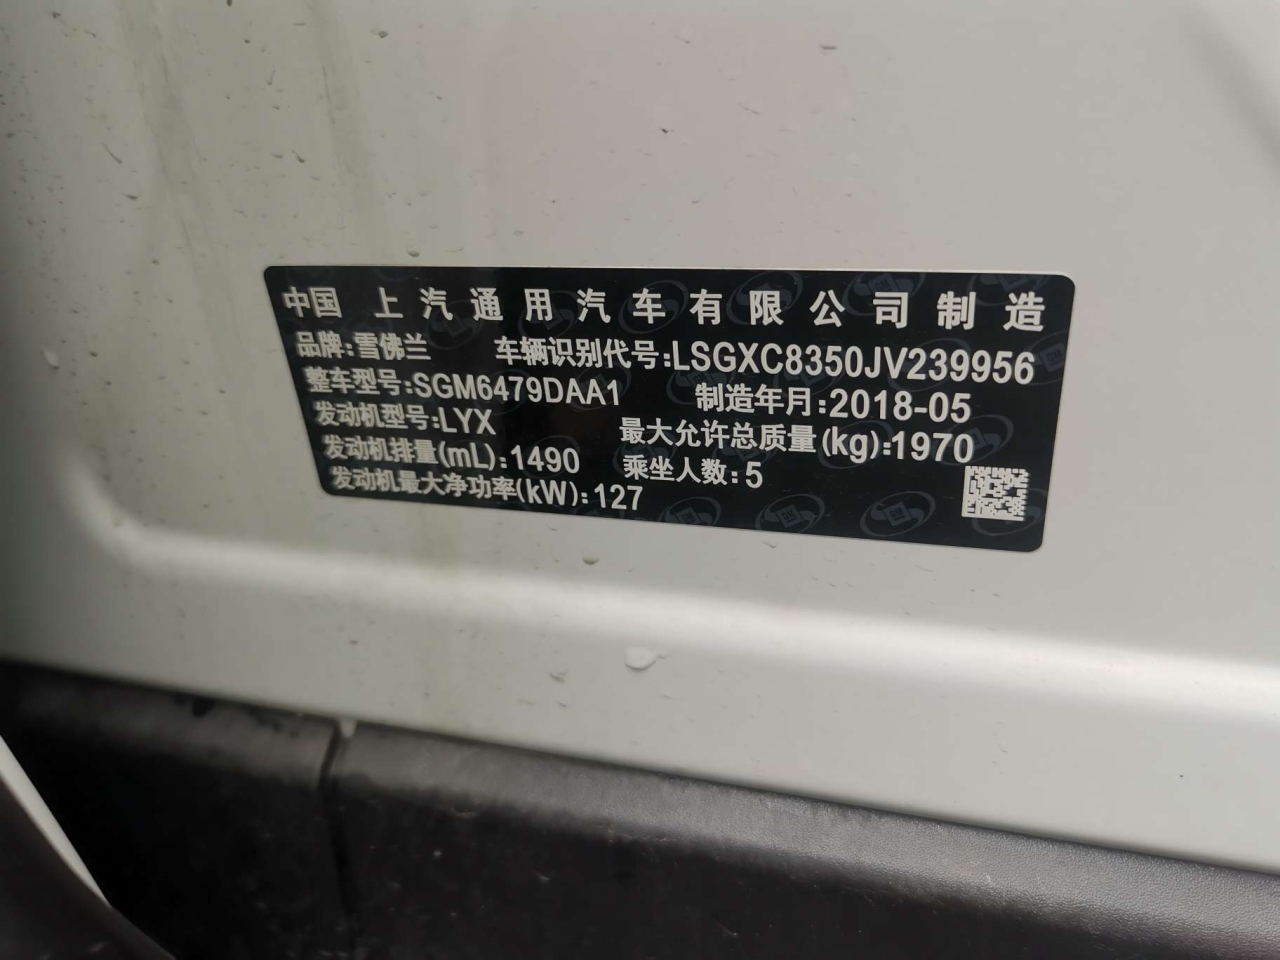 中国 上汽通用汽车有限公司制造
品牌:雪佛兰 车辆识别代号:LSGXC8350JV239956
整车型号:SGM6479DAA1 制造年月:2018-05
发动机型号:LYX 最大允许总质量(kg):1970
发动机排量(mL):1490 乘坐人数:5
发动机最大净功率(kW):127